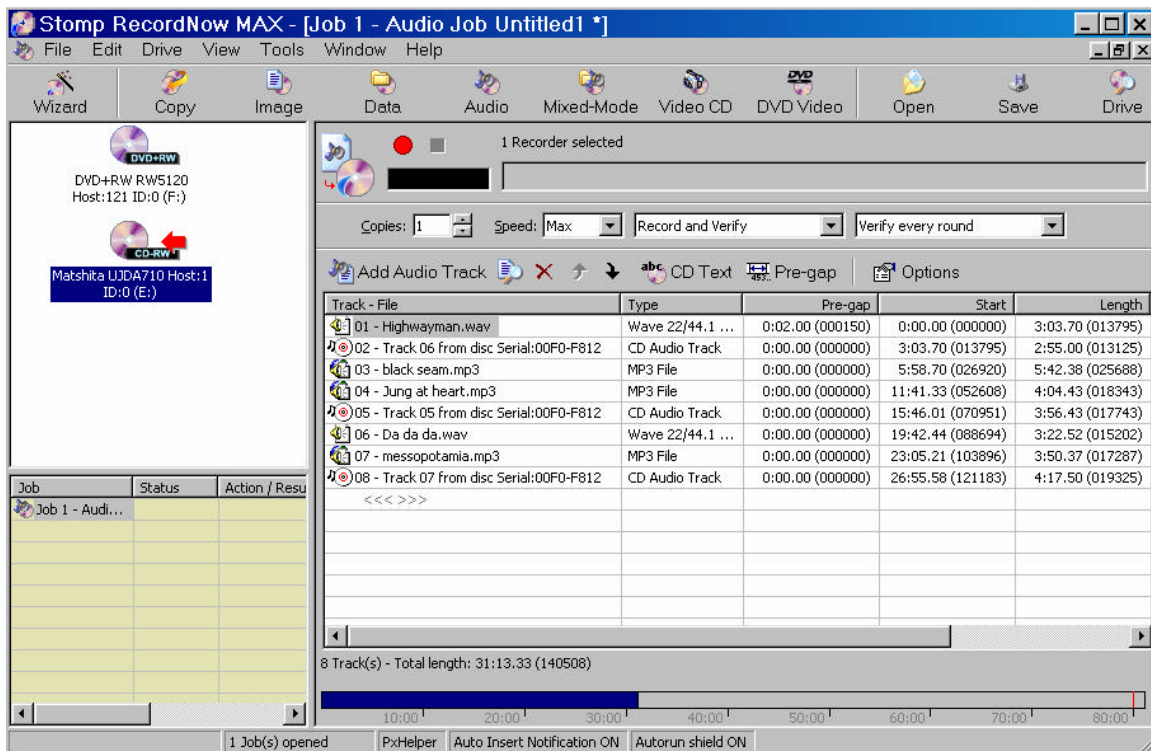 Stomp RecordNow MAX - [Job 1 - Audio Job Untitled1 *]
File Edit Drive View Tools Window Help
Wizard Copy Image Data Audio Mixed-Mode Video CD DVD Video Open Save Drive
DVD+RW
DVD+RW RW5120
Host:121 ID:0 (F:)
CD-RW
Matshita UJDA710 Host:1
ID:0 (E:)
1 Recorder selected
Copies: 1 Speed: Max Record and Verify Verify every round
Add Audio Track abc CD Text Pre-gap Options
Track - File Type Pre-gap Start Length
01 - Highwayman.wav Wave 22/44.1 ... 0:02.00 (000150) 0:00.00 (000000) 3:03.70 (013795)
02 - Track 06 from disc Serial:00F0-F812 CD Audio Track 0:00.00 (000000) 3:03.70 (013795) 2:55.00 (013125)
03 - black seam.mp3 MP3 File 0:00.00 (000000) 5:58.70 (026920) 5:42.38 (025688)
04 - Jung at heart.mp3 MP3 File 0:00.00 (000000) 11:41.33 (052608) 4:04.43 (018343)
05 - Track 05 from disc Serial:00F0-F812 CD Audio Track 0:00.00 (000000) 15:46.01 (070951) 3:56.43 (017743)
06 - Da da da.wav Wave 22/44.1 ... 0:00.00 (000000) 19:42.44 (088694) 3:22.52 (015202)
07 - messopotamia.mp3 MP3 File 0:00.00 (000000) 23:05.21 (103896) 3:50.37 (017287)
08 - Track 07 from disc Serial:00F0-F812 CD Audio Track 0:00.00 (000000) 26:55.58 (121183) 4:17.50 (019325)
<<< >>>
Job Status Action / Resu
Job 1 - Audi...
8 Track(s) - Total length: 31:13.33 (140508)
10:00 20:00 30:00 40:00 50:00 60:00 70:00 80:00
1 Job(s) opened PxHelper Auto Insert Notification ON Autorun shield ON